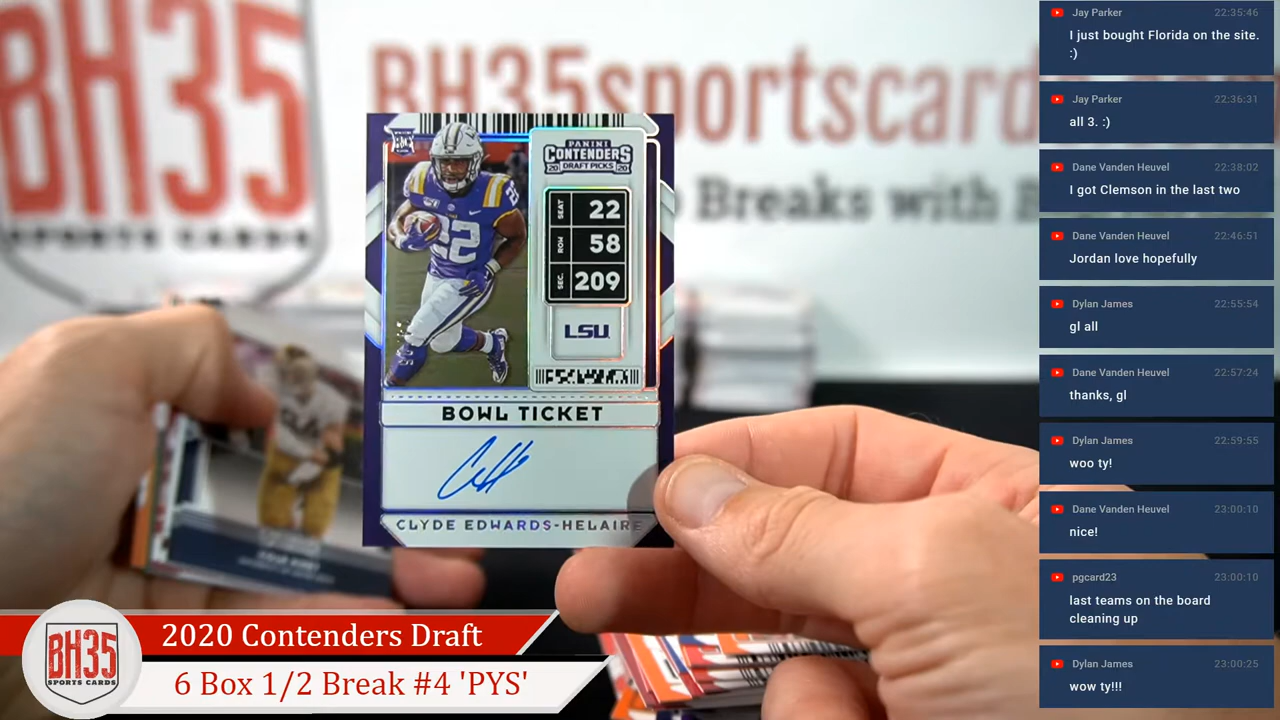 BH35
SPORTS CARDS
BH35sportscards
Breaks with B
PANINI
CONTENDERS
DRAFT PICKS
20 20
SEAT 22
ROW 58
SEC. 209
22
22
LSU
BOWL TICKET
CLYDE EDWARDS-HELAIRE
BH35
SPORTS CARDS
2020 Contenders Draft
6 Box 1/2 Break #4 'PYS'
Jay Parker 22:35:46
I just bought Florida on the site.
:)
Jay Parker 22:36:31
all 3. :)
Dane Vanden Heuvel 22:38:02
I got Clemson in the last two
Dane Vanden Heuvel 22:46:51
Jordan love hopefully
Dylan James 22:55:54
gl all
Dane Vanden Heuvel 22:57:24
thanks, gl
Dylan James 22:59:55
woo ty!
Dane Vanden Heuvel 23:00:10
nice!
pgcard23 23:00:10
last teams on the board
cleaning up
Dylan James 23:00:25
wow ty!!!